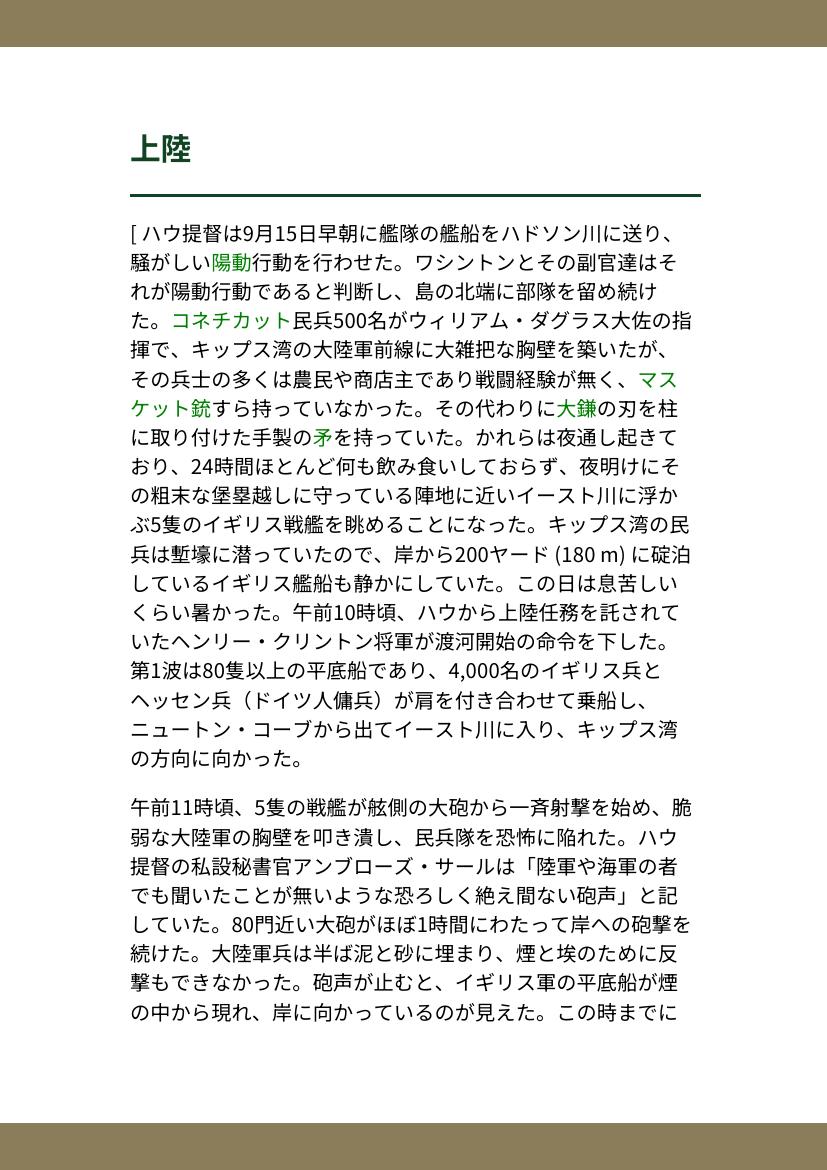 上陸
[ ハウ提督は9月15日早朝に艦隊の艦船をハドソン川に送り、
騒がしい陽動行動を行わせた。ワシントンとその副官達はそ
れが陽動行動であると判断し、島の北端に部隊を留め続け
た。コネチカット民兵500名がウィリアム・ダグラス大佐の指
揮で、キップス湾の大陸軍前線に大雑把な胸壁を築いたが、
その兵士の多くは農民や商店主であり戦闘経験が無く、マス
ケット銃すら持っていなかった。その代わりに大鎌の刃を柱
に取り付けた手製の矛を持っていた。かれらは夜通し起きて
おり、24時間ほとんど何も飲み食いしておらず、夜明けにそ
の粗末な堡塁越しに守っている陣地に近いイースト川に浮か
ぶ5隻のイギリス戦艦を眺めることになった。キップス湾の民
兵は塹壕に潜っていたので、岸から200ヤード (180 m) に碇泊
しているイギリス艦船も静かにしていた。この日は息苦しい
くらい暑かった。午前10時頃、ハウから上陸任務を託されて
いたヘンリー・クリントン将軍が渡河開始の命令を下した。
第1波は80隻以上の平底船であり、4,000名のイギリス兵と
ヘッセン兵（ドイツ人傭兵）が肩を付き合わせて乗船し、
ニュートン・コーブから出てイースト川に入り、キップス湾
の方向に向かった。
午前11時頃、5隻の戦艦が舷側の大砲から一斉射撃を始め、脆
弱な大陸軍の胸壁を叩き潰し、民兵隊を恐怖に陥れた。ハウ
提督の私設秘書官アンブローズ・サールは「陸軍や海軍の者
でも聞いたことが無いような恐ろしく絶え間ない砲声」と記
していた。80門近い大砲がほぼ1時間にわたって岸への砲撃を
続けた。大陸軍兵は半ば泥と砂に埋まり、煙と埃のために反
撃もできなかった。砲声が止むと、イギリス軍の平底船が煙
の中から現れ、岸に向かっているのが見えた。この時までに